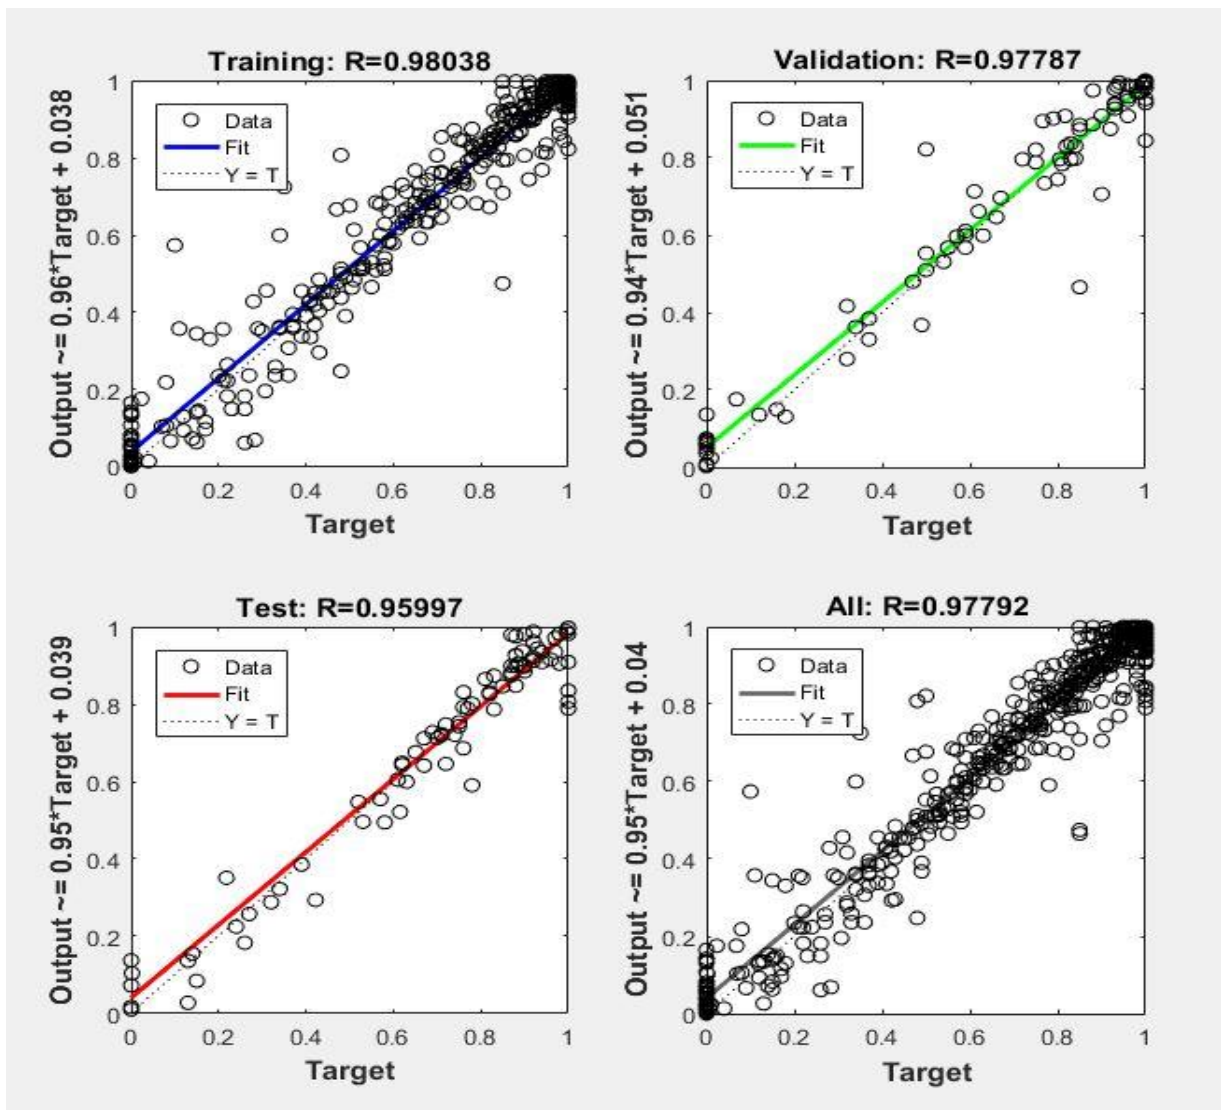 Training: R=0.98038
Output ~= 0.96*Target + 0.038
1
0.8
0.6
0.4
0.2
0
Data
Fit
Y = T
0 0.2 0.4 0.6 0.8 1
Target
Validation: R=0.97787
Output ~= 0.94*Target + 0.051
1
0.8
0.6
0.4
0.2
0
Data
Fit
Y = T
0 0.2 0.4 0.6 0.8 1
Target
Test: R=0.95997
Output ~= 0.95*Target + 0.039
1
0.8
0.6
0.4
0.2
0
Data
Fit
Y = T
0 0.2 0.4 0.6 0.8 1
Target
All: R=0.97792
Output ~= 0.95*Target + 0.04
1
0.8
0.6
0.4
0.2
0
Data
Fit
Y = T
0 0.2 0.4 0.6 0.8 1
Target